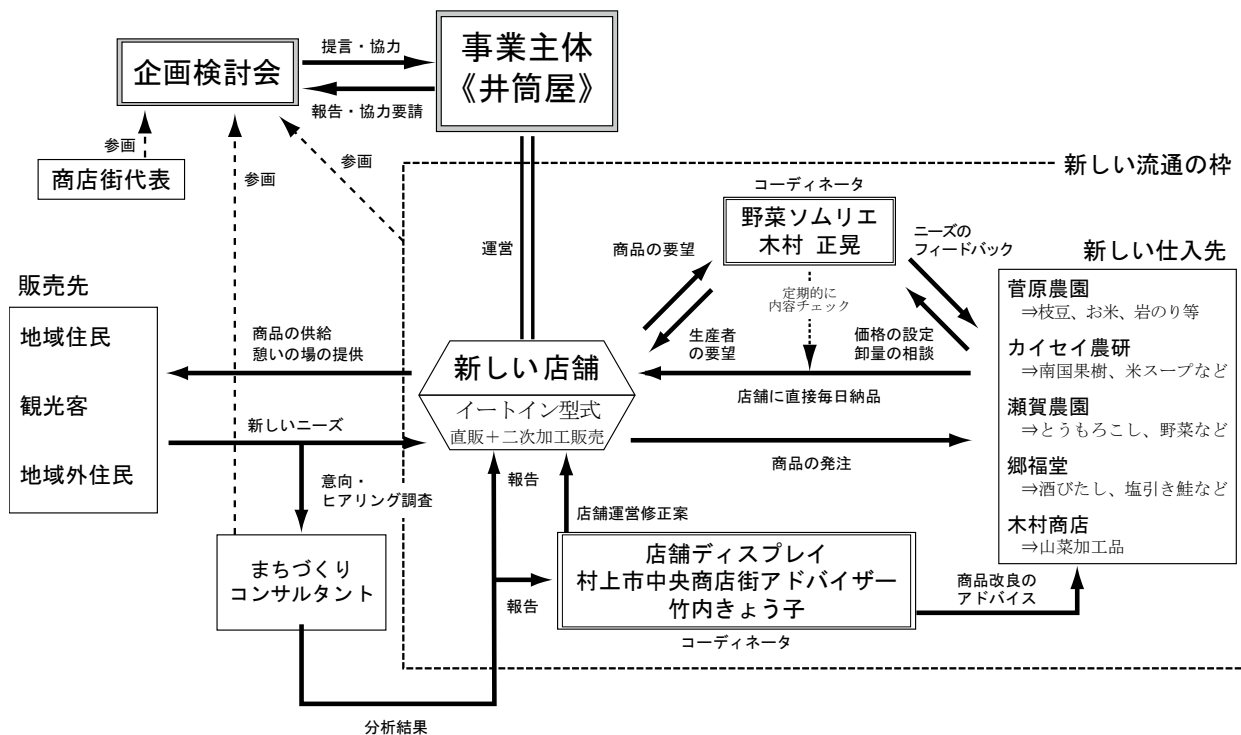 企画検討会
提言・協力
報告・協力要請
事業主体
《井筒屋》
参画
商店街代表
参画
参画
新しい流通の枠
運営
コーディネータ
野菜ソムリエ
木村 正晃
商品の要望
ニーズの
フィードバック
定期的に
内容チェック
生産者
の要望
価格の設定
卸量の相談
新しい仕入先
菅原農園
⇒枝豆、お米、岩のり等
カイセイ農研
⇒南国果樹、米スープなど
瀬賀農園
⇒とうもろこし、野菜など
郷福堂
⇒酒びたし、塩引き鮭など
木村商店
⇒山菜加工品
販売先
地域住民
観光客
地域外住民
商品の供給
憩いの場の提供
新しい店舗
イートイン型式
直販＋二次加工販売
店舗に直接毎日納品
新しいニーズ
商品の発注
意向・
ヒアリング調査
報告
店舗運営修正案
まちづくり
コンサルタント
報告
店舗ディスプレイ
村上市中央商店街アドバイザー
竹内きょう子
コーディネータ
商品改良の
アドバイス
分析結果